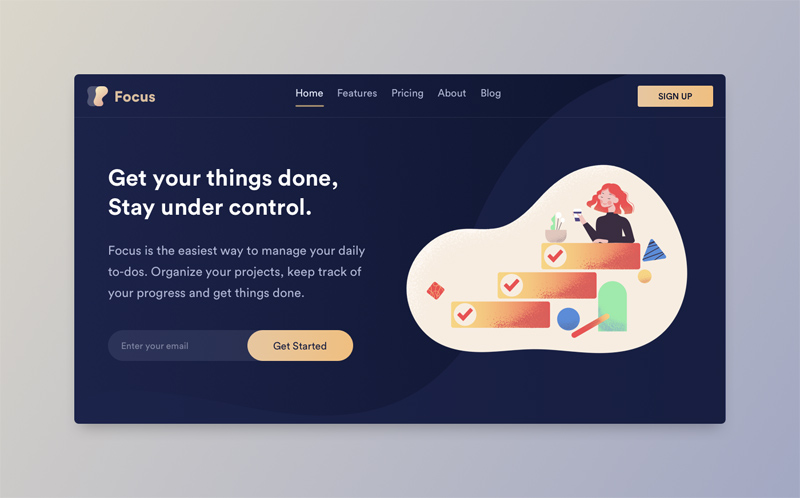 Focus
Home Features Pricing About Blog
SIGN UP
Get your things done,
Stay under control.
Focus is the easiest way to manage your daily
to-dos. Organize your projects, keep track of
your progress and get things done.
Enter your email
Get Started